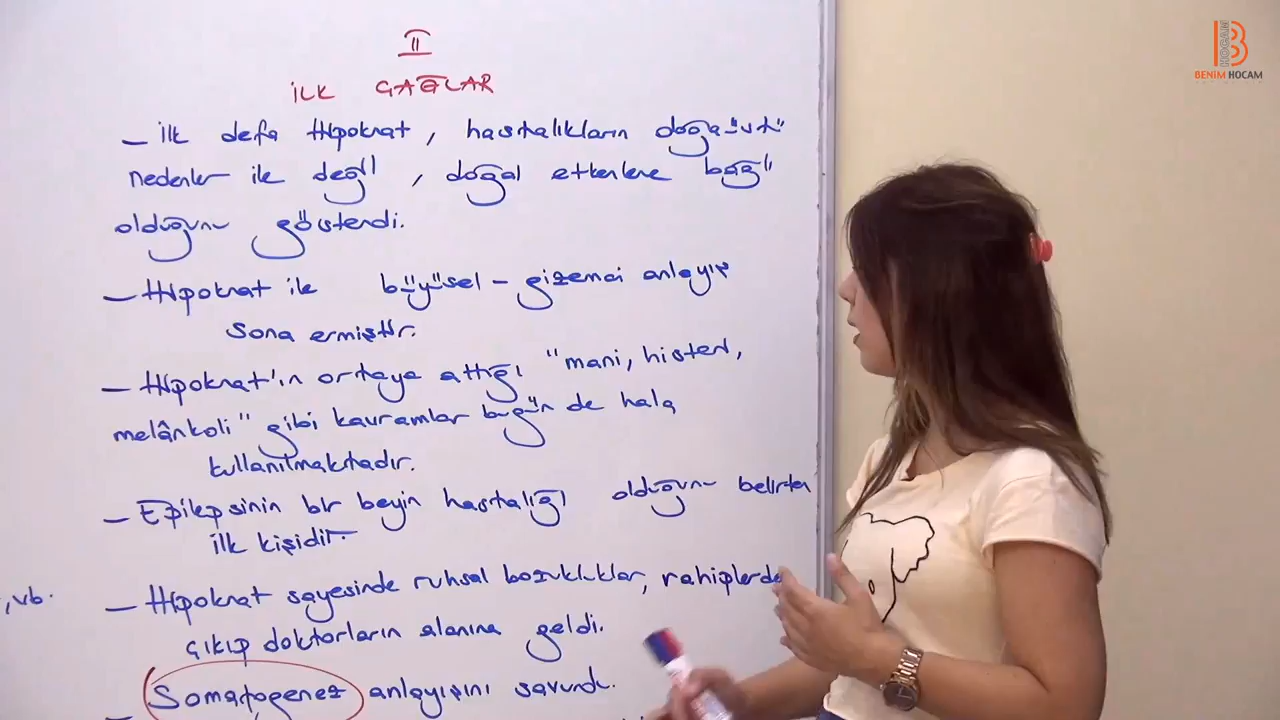 II
İLK ÇAĞLAR
– İlk defa Hipokrat, hastalıkların doğaüstü
nedenler ile değil, doğal etkenlere bağlı
olduğunu gösterdi.
– Hipokrat ile büyüsel – gizemci anlayış
sona ermiştir.
– Hipokrat'ın ortaya attığı "mani, histeri,
melânkoli" gibi kavramlar bugün de hala
kullanılmaktadır.
– Epilepsinin bir beyin hastalığı olduğunu belirten
ilk kişidir.
, vb.
– Hipokrat sayesinde ruhsal bozukluklar, rahiplerden
çıkıp doktorların alanına geldi.
– Somatogenez anlayışını savundu.
BENİM HOCAM